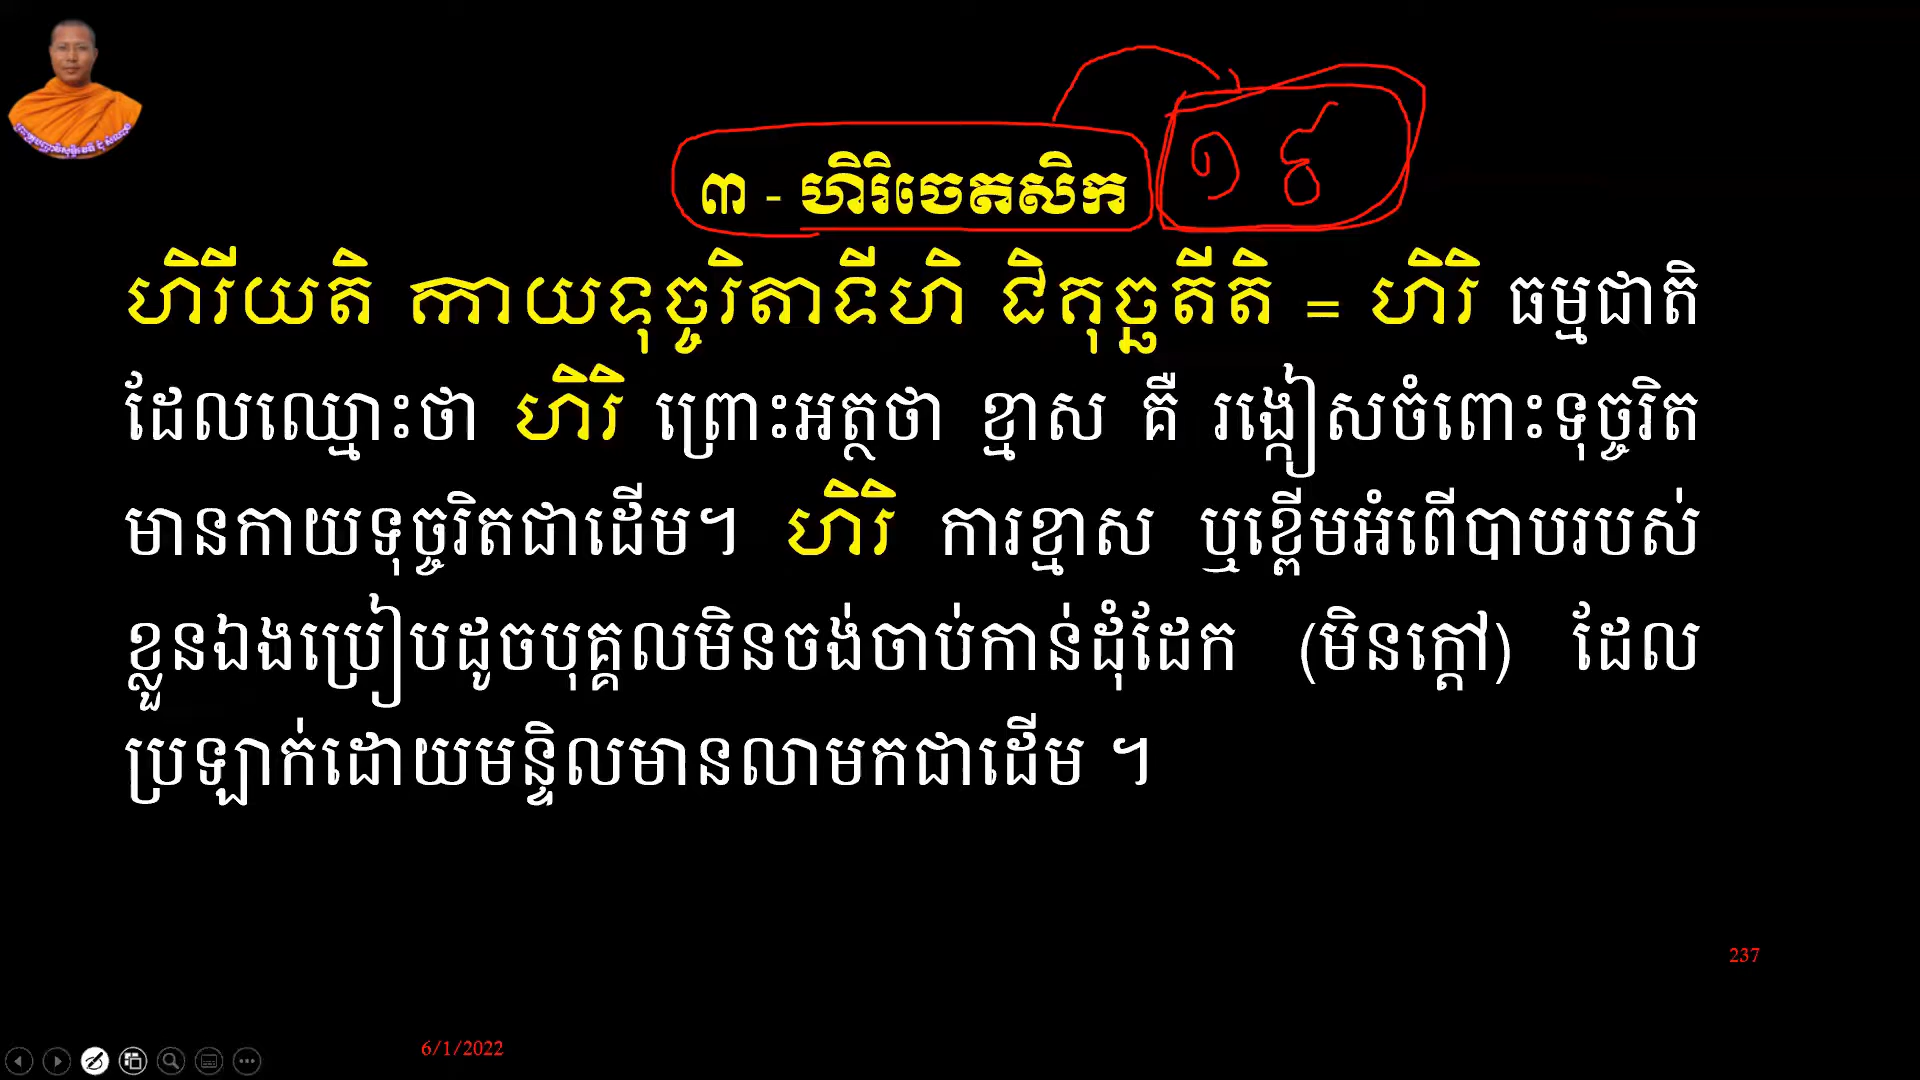 ៣ - ហិរិចេតសិក
ហិរីយតិ កាយទុច្ចរិតាទីហិ ជិគុច្ឆតីតិ = ហិរិ ធម្មជាតិ
ដែលឈ្មោះថា ហិរិ ព្រោះអត្ថថា ខ្មាស គឺ រង្កៀសចំពោះទុច្ចរិត
មានកាយទុច្ចរិតជាដើម។ ហិរិ ការខ្មាស ឬខ្ពើមអំពើបាបរបស់
ខ្លួនឯងប្រៀបដូចបុគ្គលមិនចង់ចាប់កាន់ដុំដែក (មិនក្ដៅ) ដែល
ប្រឡាក់ដោយមន្ទិលមានលាមកជាដើម ។
237
6/1/2022